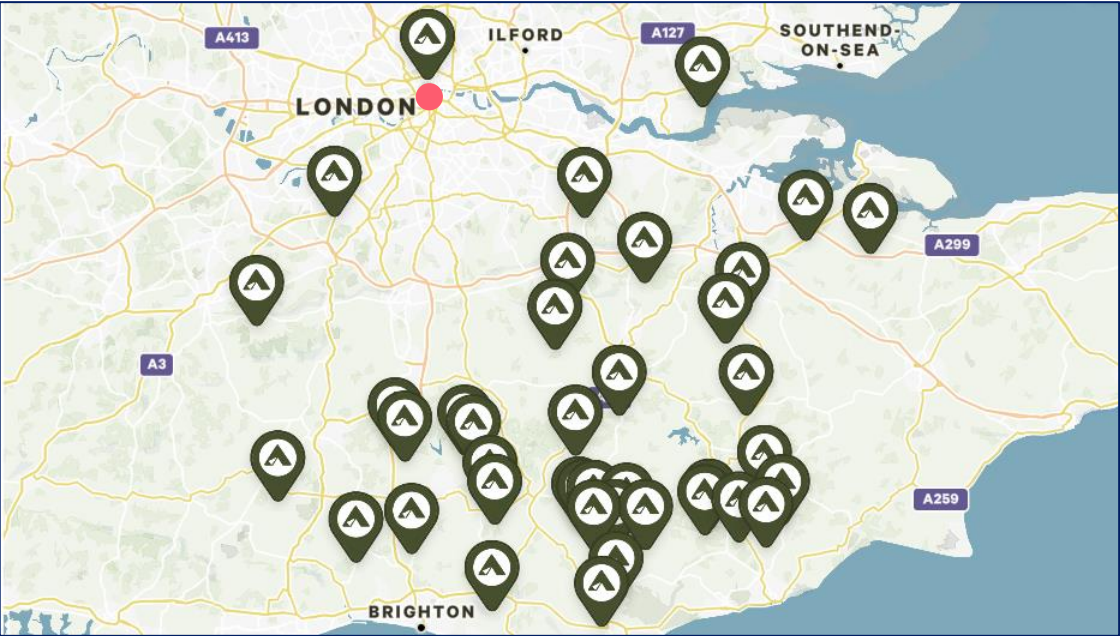 A413
ILFORD
A127
SOUTHEND-
ON-SEA
LONDON
A299
A3
A259
BRIGHTON